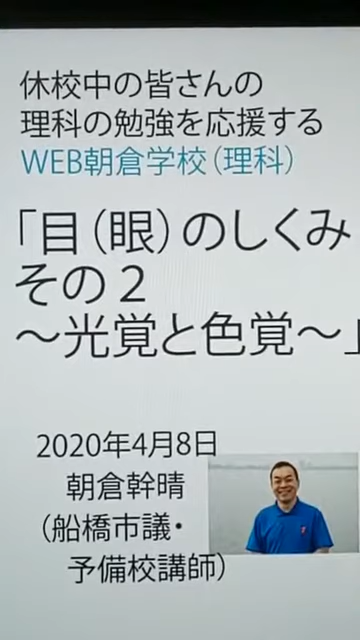 休校中の皆さんの
理科の勉強を応援する
WEB朝倉学校（理科）
「目（眼）のしくみ
その２
～光覚と色覚～」
2020年4月8日
朝倉幹晴
（船橋市議・
予備校講師）